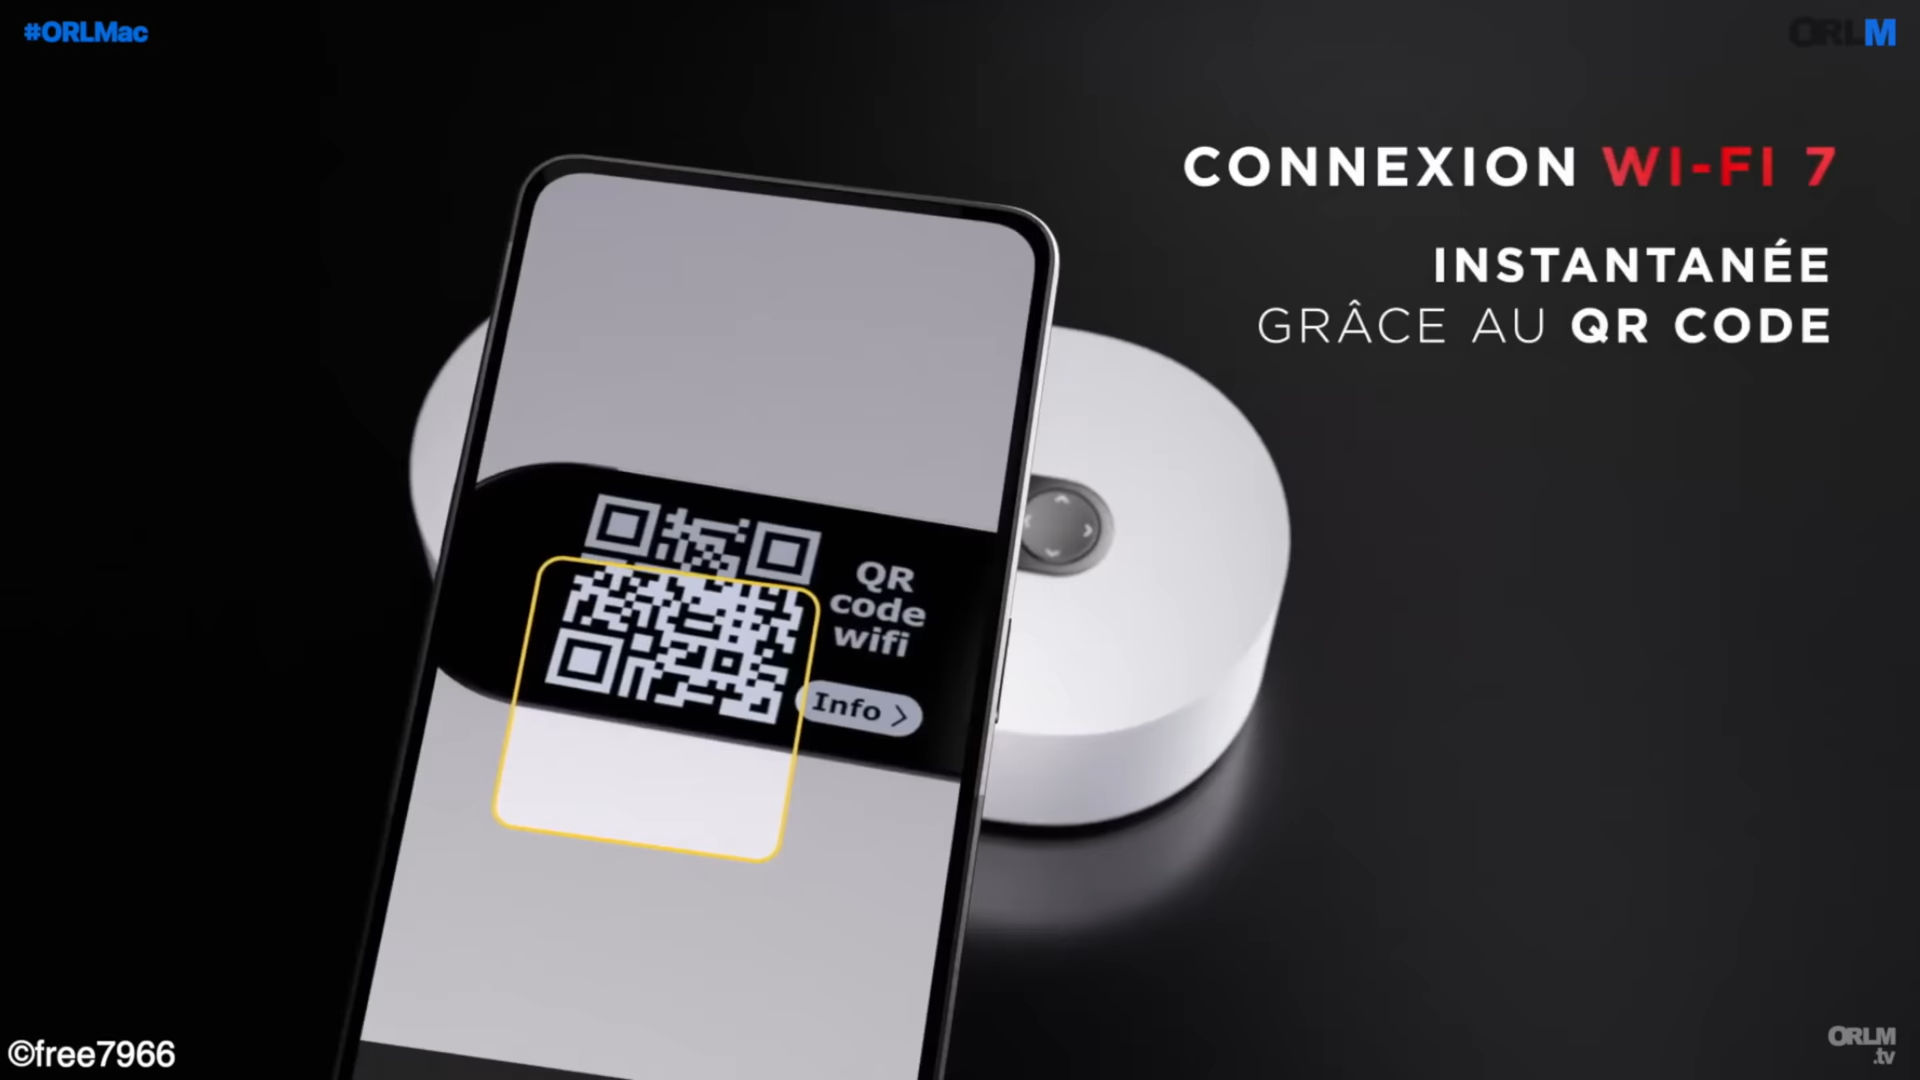 #ORLMac
ORLM
CONNEXION WI-FI 7
INSTANTANÉE
GRÂCE AU QR CODE
QR
code
wifi
Info >
©free7966
ORLM
.tv